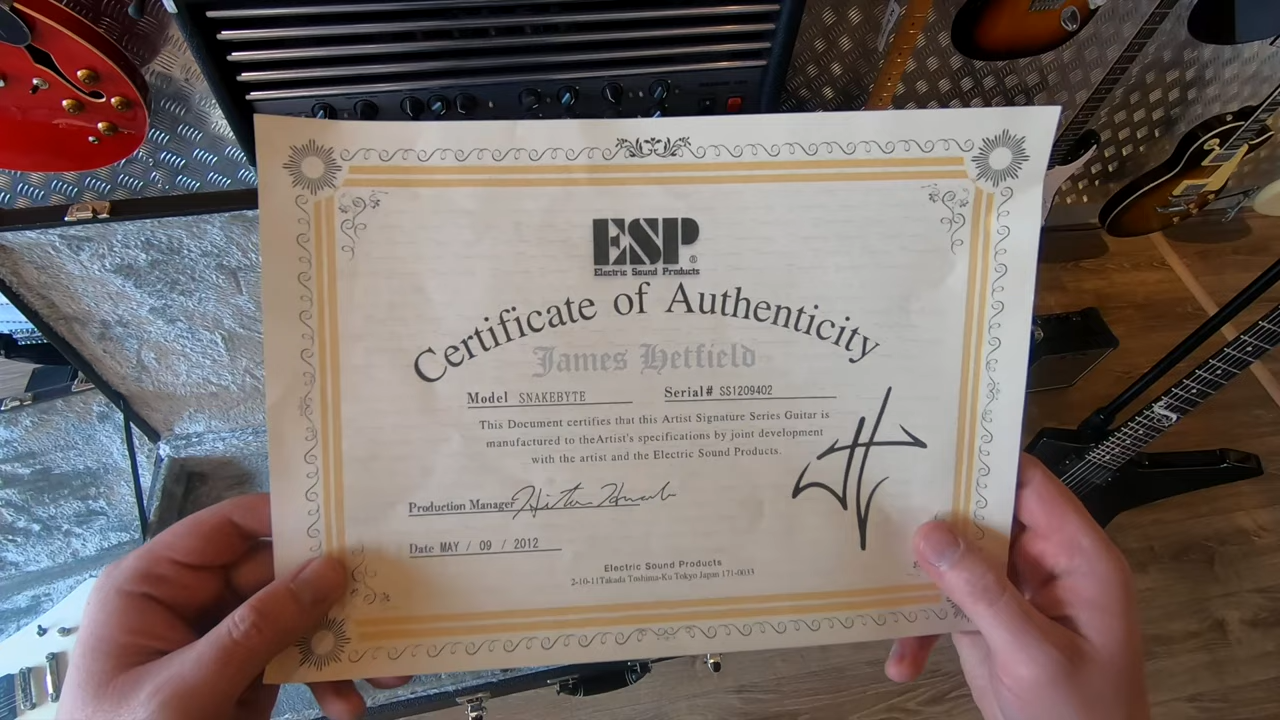 ESP®
Electric Sound Products
Certificate of Authenticity
James Hetfield
Model SNAKEBYTE Serial# SS1209402
This Document certifies that this Artist Signature Series Guitar is
manufactured to theArtist's specifications by joint development
with the artist and the Electric Sound Products.
Production Manager
Date MAY / 09 / 2012
Electric Sound Products
2-10-11Takada Toshima-Ku Tokyo Japan 171-0033